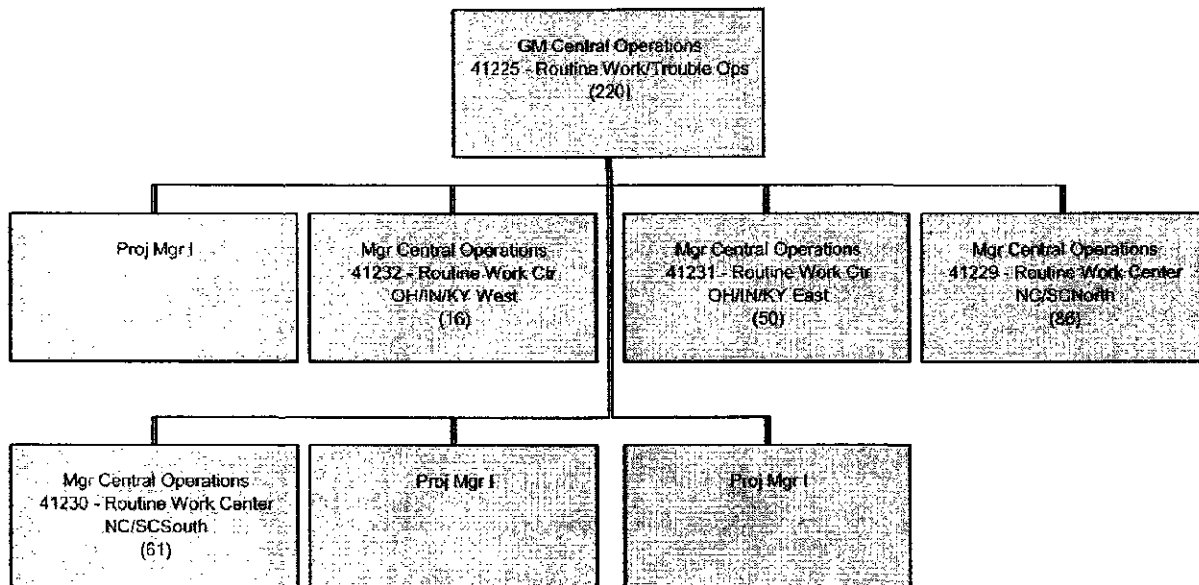 GM Central Operations
41225 - Routine Work/Trouble Ops
(220)
Proj Mgr I
Mgr Central Operations
41232 - Routine Work Ctr
OH/IN/KY West
(16)
Mgr Central Operations
41231 - Routine Work Ctr
OH/IN/KY East
(50)
Mgr Central Operations
41229 - Routine Work Center
NC/SCNorth
(86)
Mgr Central Operations
41230 - Routine Work Center
NC/SCSouth
(61)
Proj Mgr I
Proj Mgr I